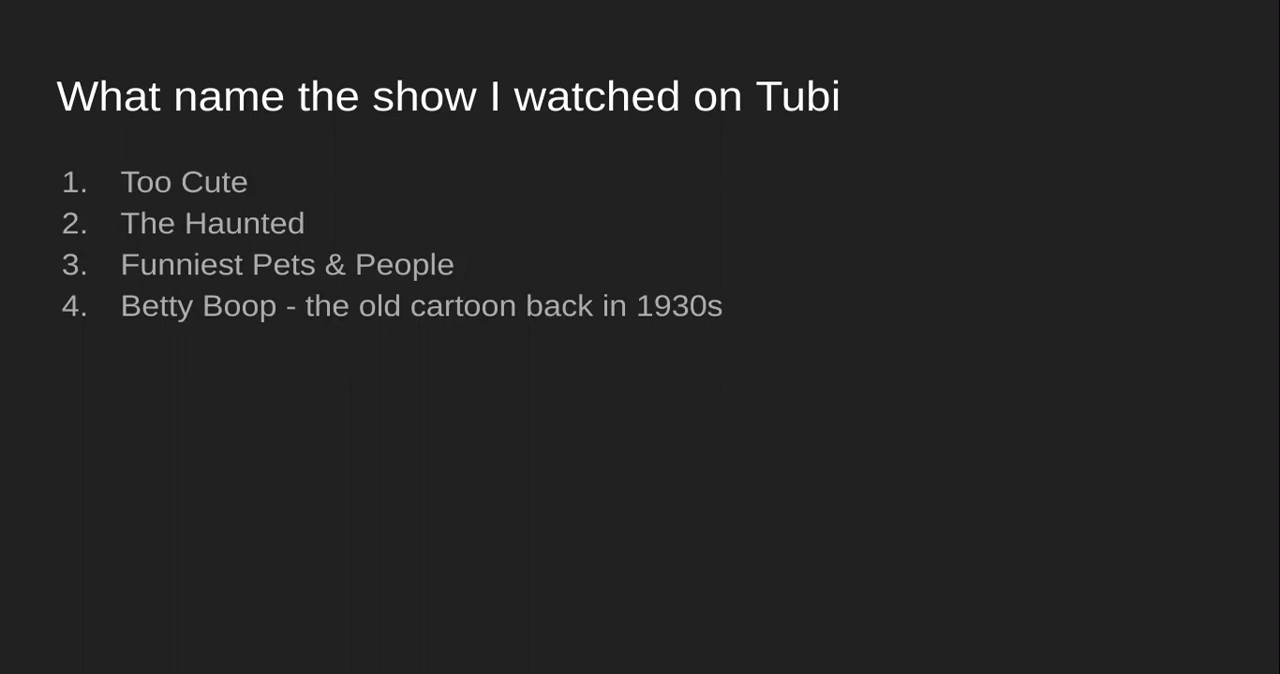 What name the show I watched on Tubi
1. Too Cute
2. The Haunted
3. Funniest Pets & People
4. Betty Boop - the old cartoon back in 1930s